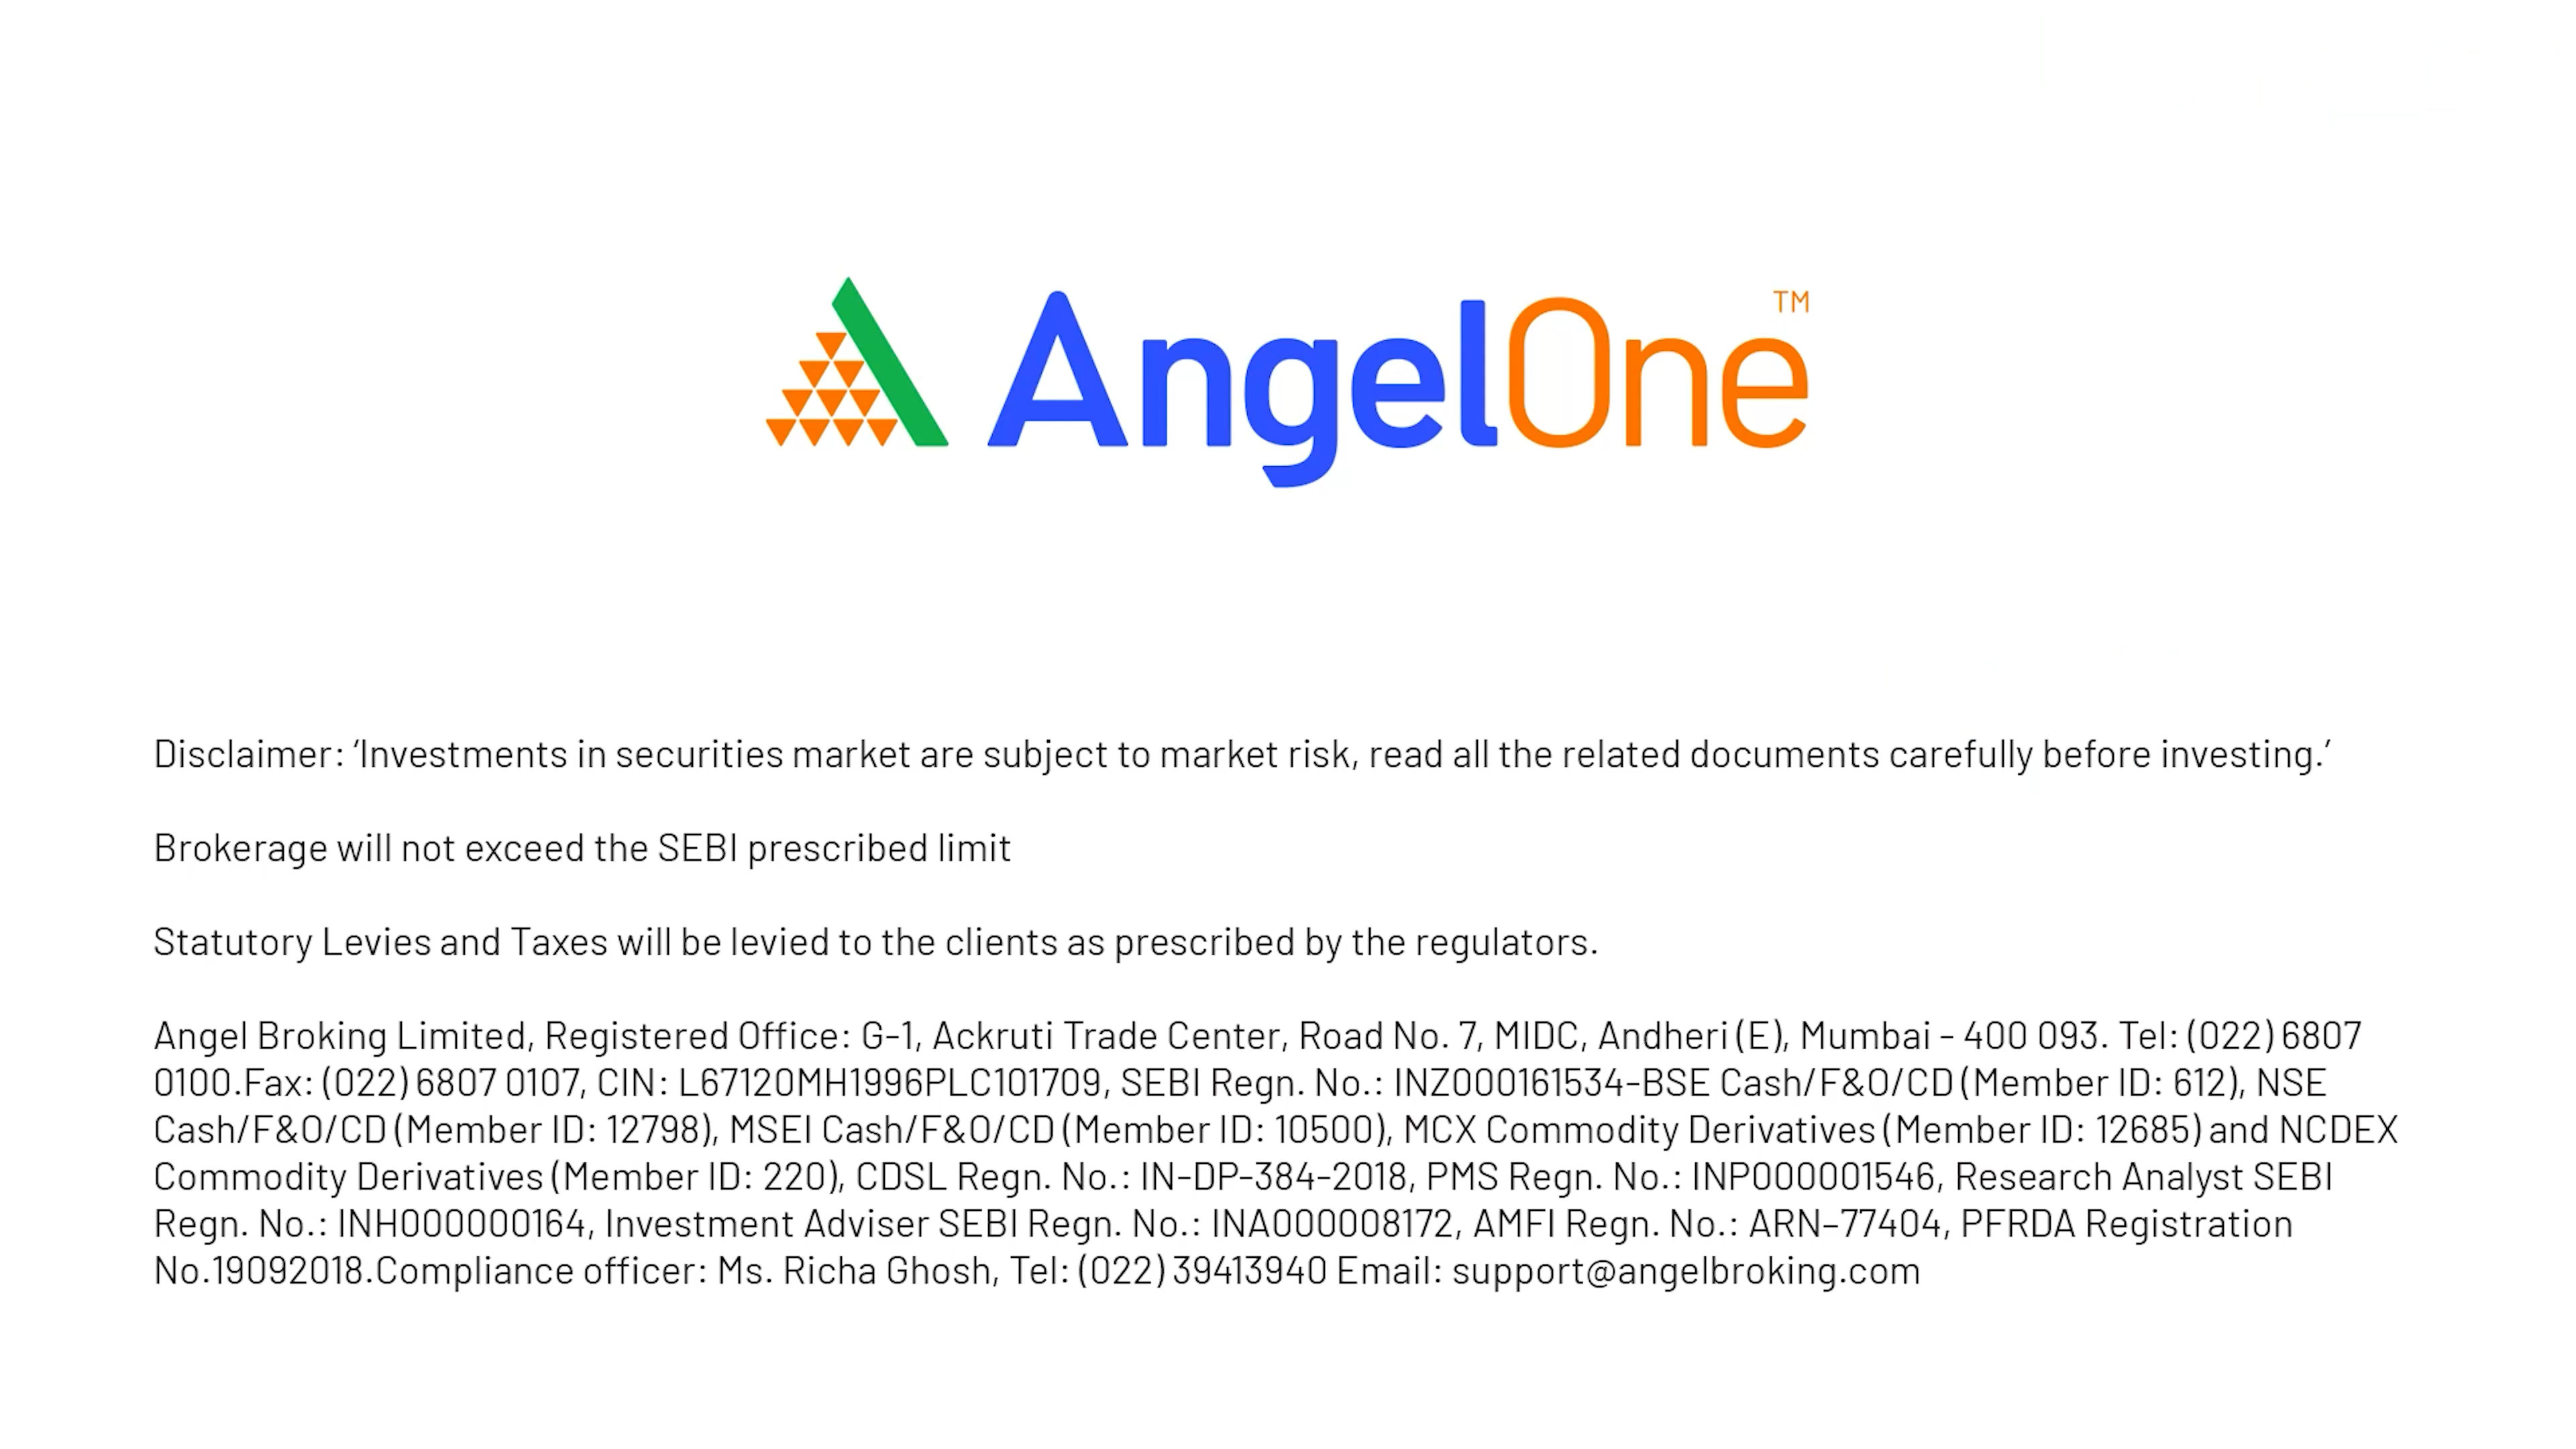 AngelOne™
Disclaimer: ‘Investments in securities market are subject to market risk, read all the related documents carefully before investing.’
Brokerage will not exceed the SEBI prescribed limit
Statutory Levies and Taxes will be levied to the clients as prescribed by the regulators.
Angel Broking Limited, Registered Office: G-1, Ackruti Trade Center, Road No. 7, MIDC, Andheri (E), Mumbai - 400 093. Tel: (022) 6807
0100.Fax: (022) 6807 0107, CIN: L67120MH1996PLC101709, SEBI Regn. No.: INZ000161534-BSE Cash/F&O/CD (Member ID: 612), NSE
Cash/F&O/CD (Member ID: 12798), MSEI Cash/F&O/CD (Member ID: 10500), MCX Commodity Derivatives (Member ID: 12685) and NCDEX
Commodity Derivatives (Member ID: 220), CDSL Regn. No.: IN-DP-384-2018, PMS Regn. No.: INP000001546, Research Analyst SEBI
Regn. No.: INH000000164, Investment Adviser SEBI Regn. No.: INA000008172, AMFI Regn. No.: ARN–77404, PFRDA Registration
No.19092018.Compliance officer: Ms. Richa Ghosh, Tel: (022) 39413940 Email: support@angelbroking.com